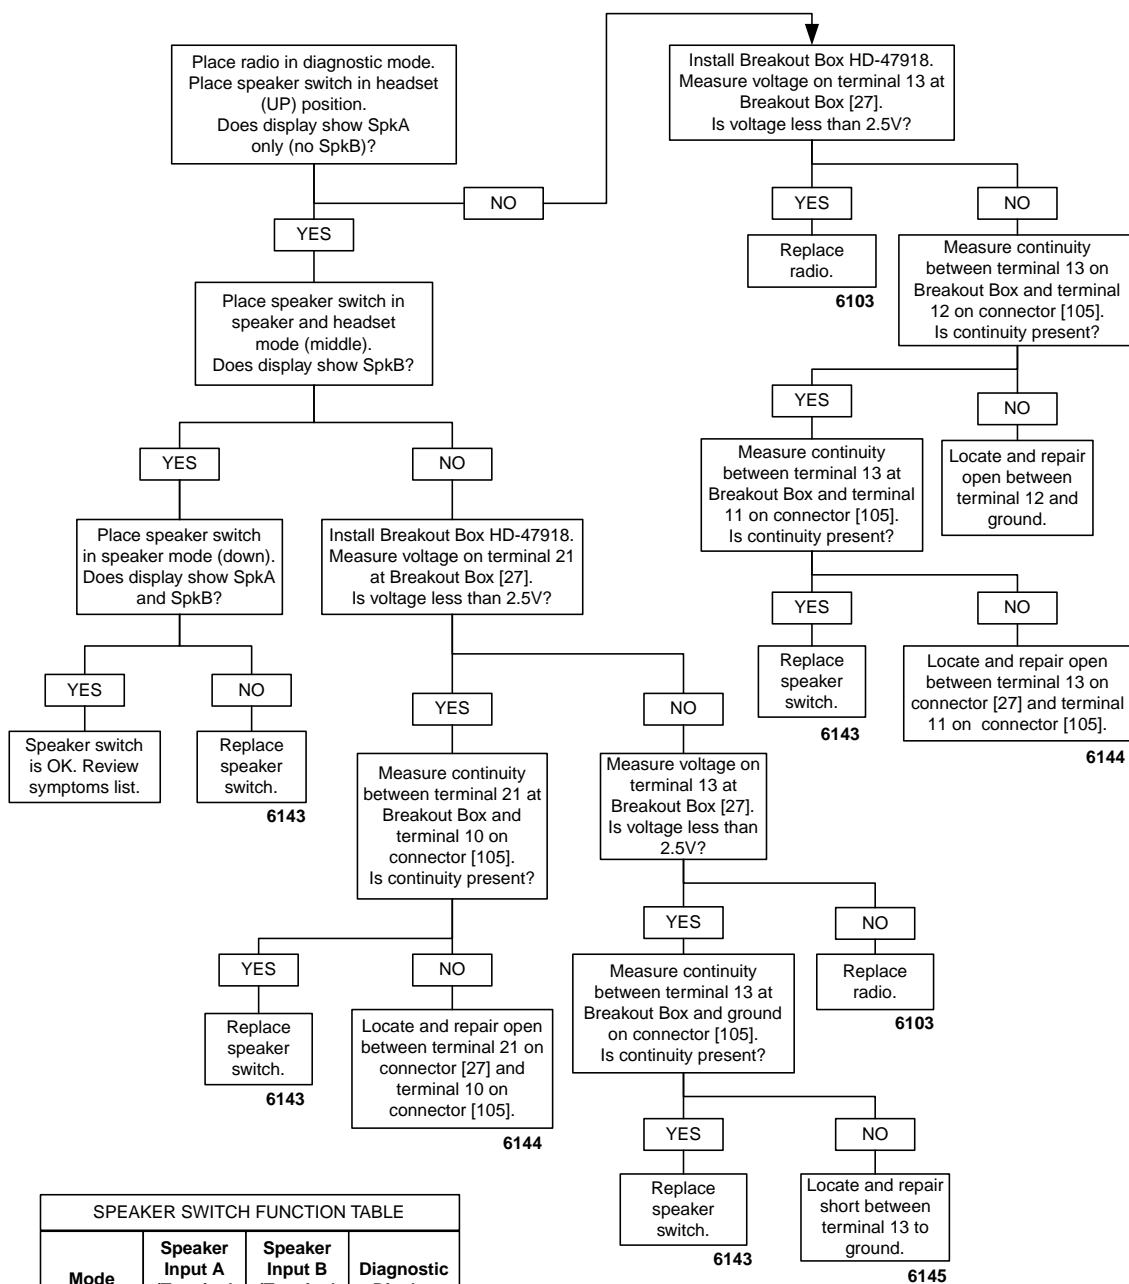 Place radio in diagnostic mode.
Place speaker switch in headset
(UP) position.
Does display show SpkA
only (no SpkB)?
NO
YES
Place speaker switch in
speaker and headset
mode (middle).
Does display show SpkB?
YES
NO
Place speaker switch
in speaker mode (down).
Does display show SpkA
and SpkB?
YES
NO
Speaker switch
is OK. Review
symptoms list.
Replace
speaker
switch.
6143
Install Breakout Box HD-47918.
Measure voltage on terminal 21
at Breakout Box [27].
Is voltage less than 2.5V?
YES
NO
Measure continuity
between terminal 21 at
Breakout Box and
terminal 10 on
connector [105].
Is continuity present?
YES
NO
Replace
speaker
switch.
6143
Locate and repair open
between terminal 21 on
connector [27] and
terminal 10 on
connector [105].
6144
Measure voltage on
terminal 13 at
Breakout Box [27].
Is voltage less than
2.5V?
YES
NO
Measure continuity
between terminal 13 at
Breakout Box and ground
on connector [105].
Is continuity present?
Replace
radio.
6103
YES
NO
Replace
speaker
switch.
6143
Locate and repair
short between
terminal 13 to
ground.
6145
Install Breakout Box HD-47918.
Measure voltage on terminal 13 at
Breakout Box [27].
Is voltage less than 2.5V?
YES
NO
Replace
radio.
6103
Measure continuity
between terminal 13 on
Breakout Box and terminal
12 on connector [105].
Is continuity present?
YES
NO
Measure continuity
between terminal 13 at
Breakout Box and terminal
11 on connector [105].
Is continuity present?
Locate and repair
open between
terminal 12 and
ground.
YES
NO
Replace
speaker
switch.
6143
Locate and repair open
between terminal 13 on
connector [27] and terminal
11 on connector [105].
6144
SPEAKER SWITCH FUNCTION TABLE
Mode
Speaker
Input A
Speaker
Input B
Diagnostic